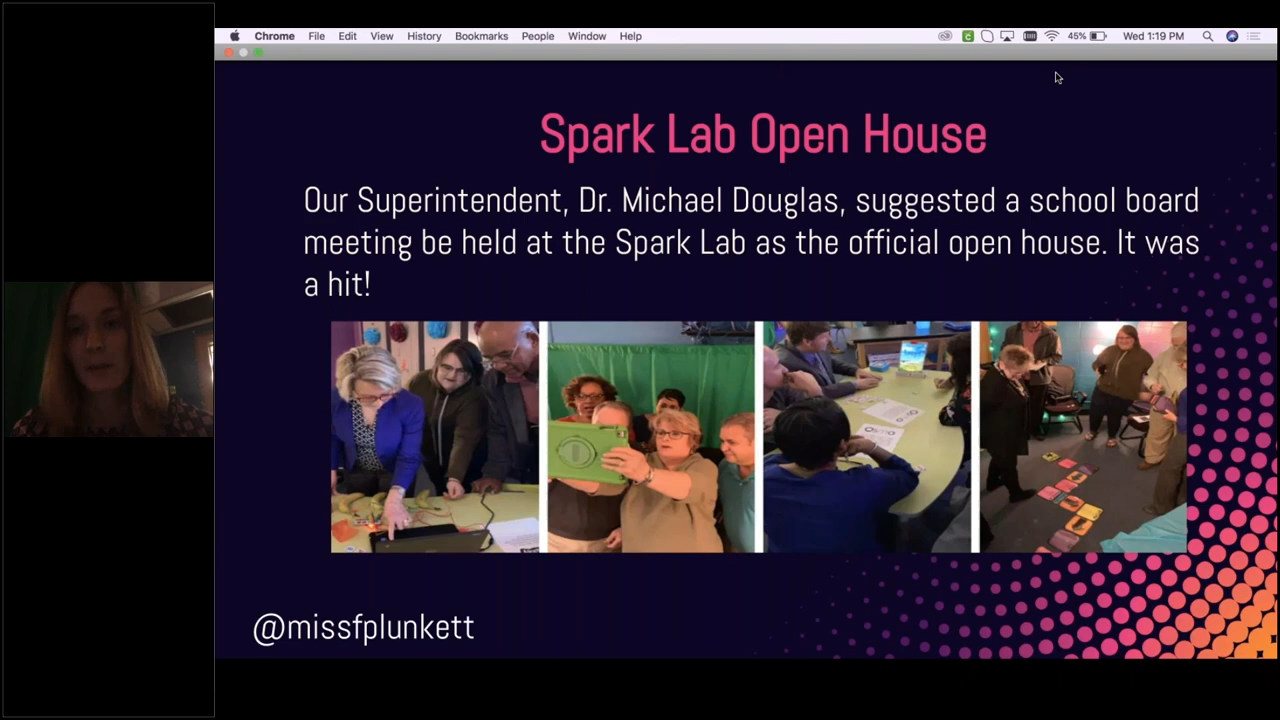 Chrome File Edit View History Bookmarks People Window Help 45% Wed 1:19 PM
Spark Lab Open House
Our Superintendent, Dr. Michael Douglas, suggested a school board
meeting be held at the Spark Lab as the official open house. It was
a hit!
@missfplunkett